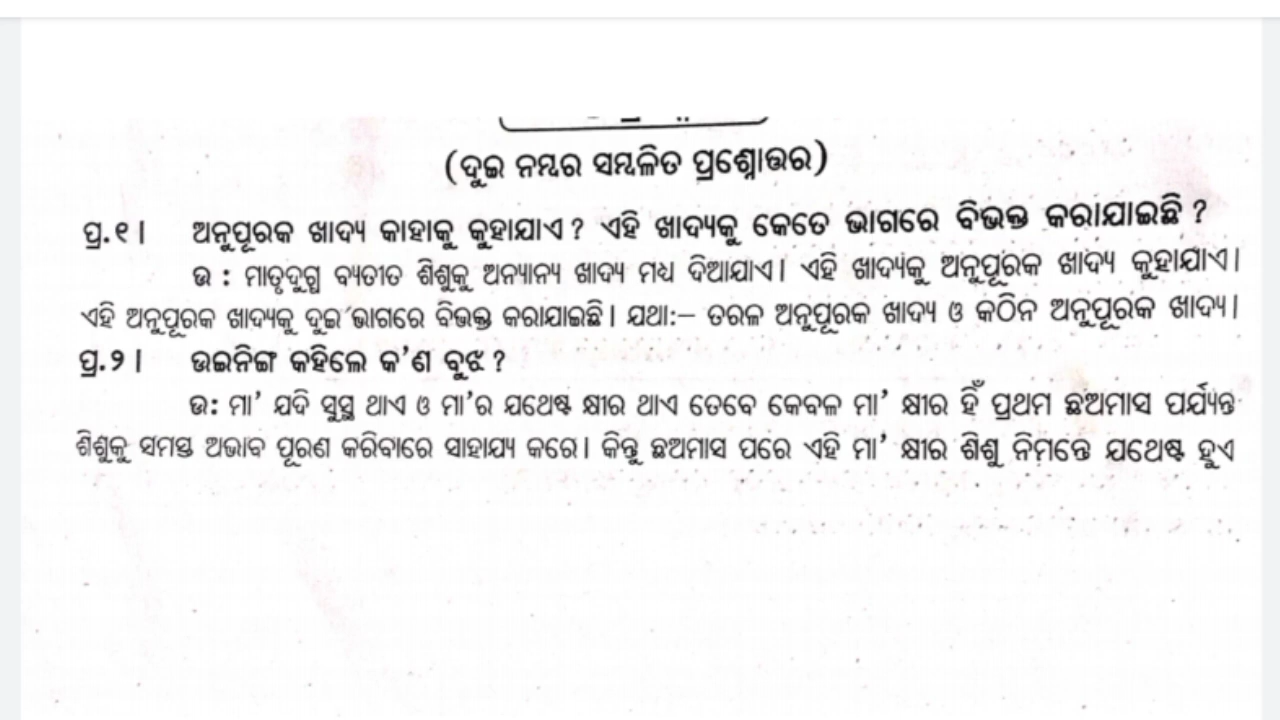 (ଦୁଇ ନମ୍ବର ସମ୍ବଳିତ ପ୍ରଶ୍ନୋତ୍ତର)
ପ୍ର.୧। ଅନୁପୂରକ ଖାଦ୍ୟ କାହାକୁ କୁହାଯାଏ? ଏହି ଖାଦ୍ୟକୁ କେତେ ଭାଗରେ ବିଭକ୍ତ କରାଯାଇଛି?
ଉ : ମାତୃଦୁଗ୍ଧ ବ୍ୟତୀତ ଶିଶୁକୁ ଅନ୍ୟାନ୍ୟ ଖାଦ୍ୟ ମଧ୍ୟ ଦିଆଯାଏ। ଏହି ଖାଦ୍ୟକୁ ଅନୁପୂରକ ଖାଦ୍ୟ କୁହାଯାଏ।
ଏହି ଅନୁପୂରକ ଖାଦ୍ୟକୁ ଦୁଇ ଭାଗରେ ବିଭକ୍ତ କରାଯାଇଛି। ଯଥା:– ତରଳ ଅନୁପୂରକ ଖାଦ୍ୟ ଓ କଠିନ ଅନୁପୂରକ ଖାଦ୍ୟ।
ପ୍ର.୨। ଉଇନିଙ୍ଗ କହିଲେ କ'ଣ ବୁଝ?
ଉ: ମା' ଯଦି ସୁସ୍ଥ ଥାଏ ଓ ମା'ର ଯଥେଷ୍ଟ କ୍ଷୀର ଥାଏ ତେବେ କେବଳ ମା' କ୍ଷୀର ହିଁ ପ୍ରଥମ ଛଅମାସ ପର୍ଯ୍ୟନ୍ତ
ଶିଶୁକୁ ସମସ୍ତ ଅଭାବ ପୂରଣ କରିବାରେ ସାହାଯ୍ୟ କରେ। କିନ୍ତୁ ଛଅମାସ ପରେ ଏହି ମା' କ୍ଷୀର ଶିଶୁ ନିମନ୍ତେ ଯଥେଷ୍ଟ ହୁଏ